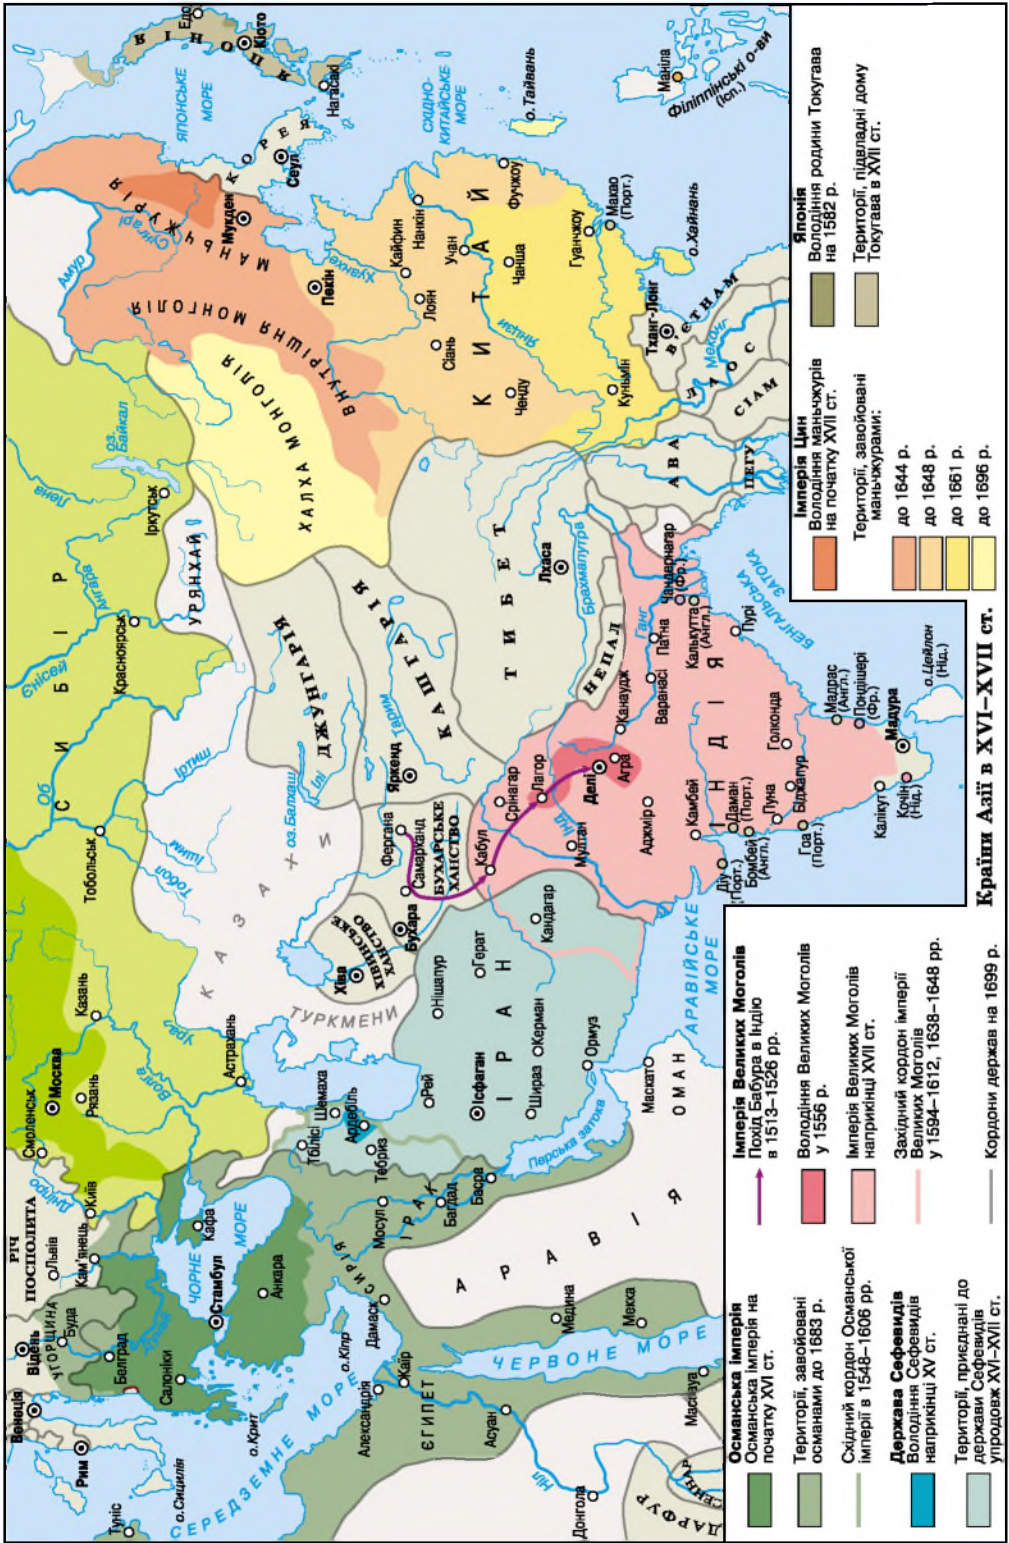 Країни Азії в XVI–XVII ст.
РІЧ
ПОСПОЛИТА
Львів
Кам'янець
Київ
Дніпро
Смоленськ
Москва
Рязань
Казань
Волга
Урал
Астрахань
Тобольськ
Тобол
Ішим
Іртиш
Об
СИБІР
Єнісей
Красноярськ
Ангара
Лена
Іркутськ
оз.
Байкал
Амур
УРЯНХАЙ
КАЗАХИ
оз.Балхаш
Ілі
ДЖУНГАРІЯ
КАШГАРІЯ
Тарим
Яркенд
ХАЛХА МОНГОЛІЯ
ВНУТРІШНЯ МОНГОЛІЯ
МАНЬЧЖУРІЯ
Сунгарі
Мукден
КОРЕЯ
Сеул
ЯПОНІЯ
Едо
Кіото
Нагасакі
ЯПОНСЬКЕ
МОРЕ
СХІДНО-
КИТАЙСЬКЕ
МОРЕ
о.Тайвань
Маніла
Філіппінські о-ви
(Ісп.)
КИТАЙ
Пекін
Хуанхе
Кайфин
Лоян
Нанкін
Учан
Сіань
Чанша
Фучжоу
Янцзи
Ченду
Гуанчжоу
Макао
(Порт.)
Куньмін
о.Хайнань
Тханг-Лонг
В'ЄТНАМ
Меконг
ЛАОС
СІАМ
АВА
ПЕГУ
ТИБЕТ
Лхаса
Брахмапутра
НЕПАЛ
Відень
УГОРЩИНА
Буда
Белград
Дунай
Венеція
Рим
Туніс
о.Сицилія
СЕРЕДЗЕМНЕ МОРЕ
Салоніки
о.Крит
Стамбул
ЧОРНЕ
МОРЕ
Кафа
Анкара
о.Кіпр
Дамаск
СИРІЯ
Александрія
Каїр
ЄГИПЕТ
Асуан
Ніл
Донгола
ДАРФУР
СЕННАР
Массауа
ЧЕРВОНЕ МОРЕ
Медина
Мекка
АРАВІЯ
ОМАН
Маскат
ІРАК
Мосул
Багдад
Басра
Тбілісі
Шемаха
Ардебіль
Тебриз
Рей
Ісфаган
ІРАН
Шираз
Керман
Ормуз
Перська затока
Нішапур
Герат
Кандагар
ТУРКМЕНИ
Хіва
ХІВИНСЬКЕ
ХАНСТВО
Бухара
БУХАРСЬКЕ
ХАНСТВО
Самарканд
Фергана
Кабул
Срінагар
Лагор
Інд
Мултан
Делі
Агра
Аджмір
Канаудж
Варанасі
Патна
Ганг
Чандернагар
(Фр.)
Калькутта
(Англ.)
Пурі
ІНДІЯ
Камбей
Діу
(Порт.)
Даман
(Порт.)
Бомбей
(Англ.)
Пуна
Біджапур
Голконда
Гоа
(Порт.)
Калікут
Кочін
(Нід.)
Мадура
Мадрас
(Англ.)
Пондішері
(Фр.)
о.Цейлон
(Нід.)
БЕНГАЛЬСЬКА
ЗАТОКА
АРАВІЙСЬКЕ
МОРЕ
Османська імперія
Османська імперія на
початку XVI ст.
Території, завойовані
османами до 1683 р.
Східний кордон Османської
імперії в 1548–1606 рр.
Держава Сефевидів
Володіння Сефевидів
наприкінці XV ст.
Території, приєднані до
держави Сефевидів
упродовж XVI–XVII ст.
Імперія Великих Моголів
Похід Бабура в Індію
в 1513–1526 рр.
Володіння Великих Моголів
у 1556 р.
Імперія Великих Моголів
наприкінці XVII ст.
Західний кордон імперії
Великих Моголів
у 1594–1612, 1638–1648 рр.
Кордони держав на 1699 р.
Імперія Цин
Володіння маньчжурів
на початку XVII ст.
Території, завойовані
маньчжурами:
до 1644 р.
до 1648 р.
до 1661 р.
до 1696 р.
Японія
Володіння родини Токугава
на 1582 р.
Території, підвладні дому
Токугава в XVII ст.